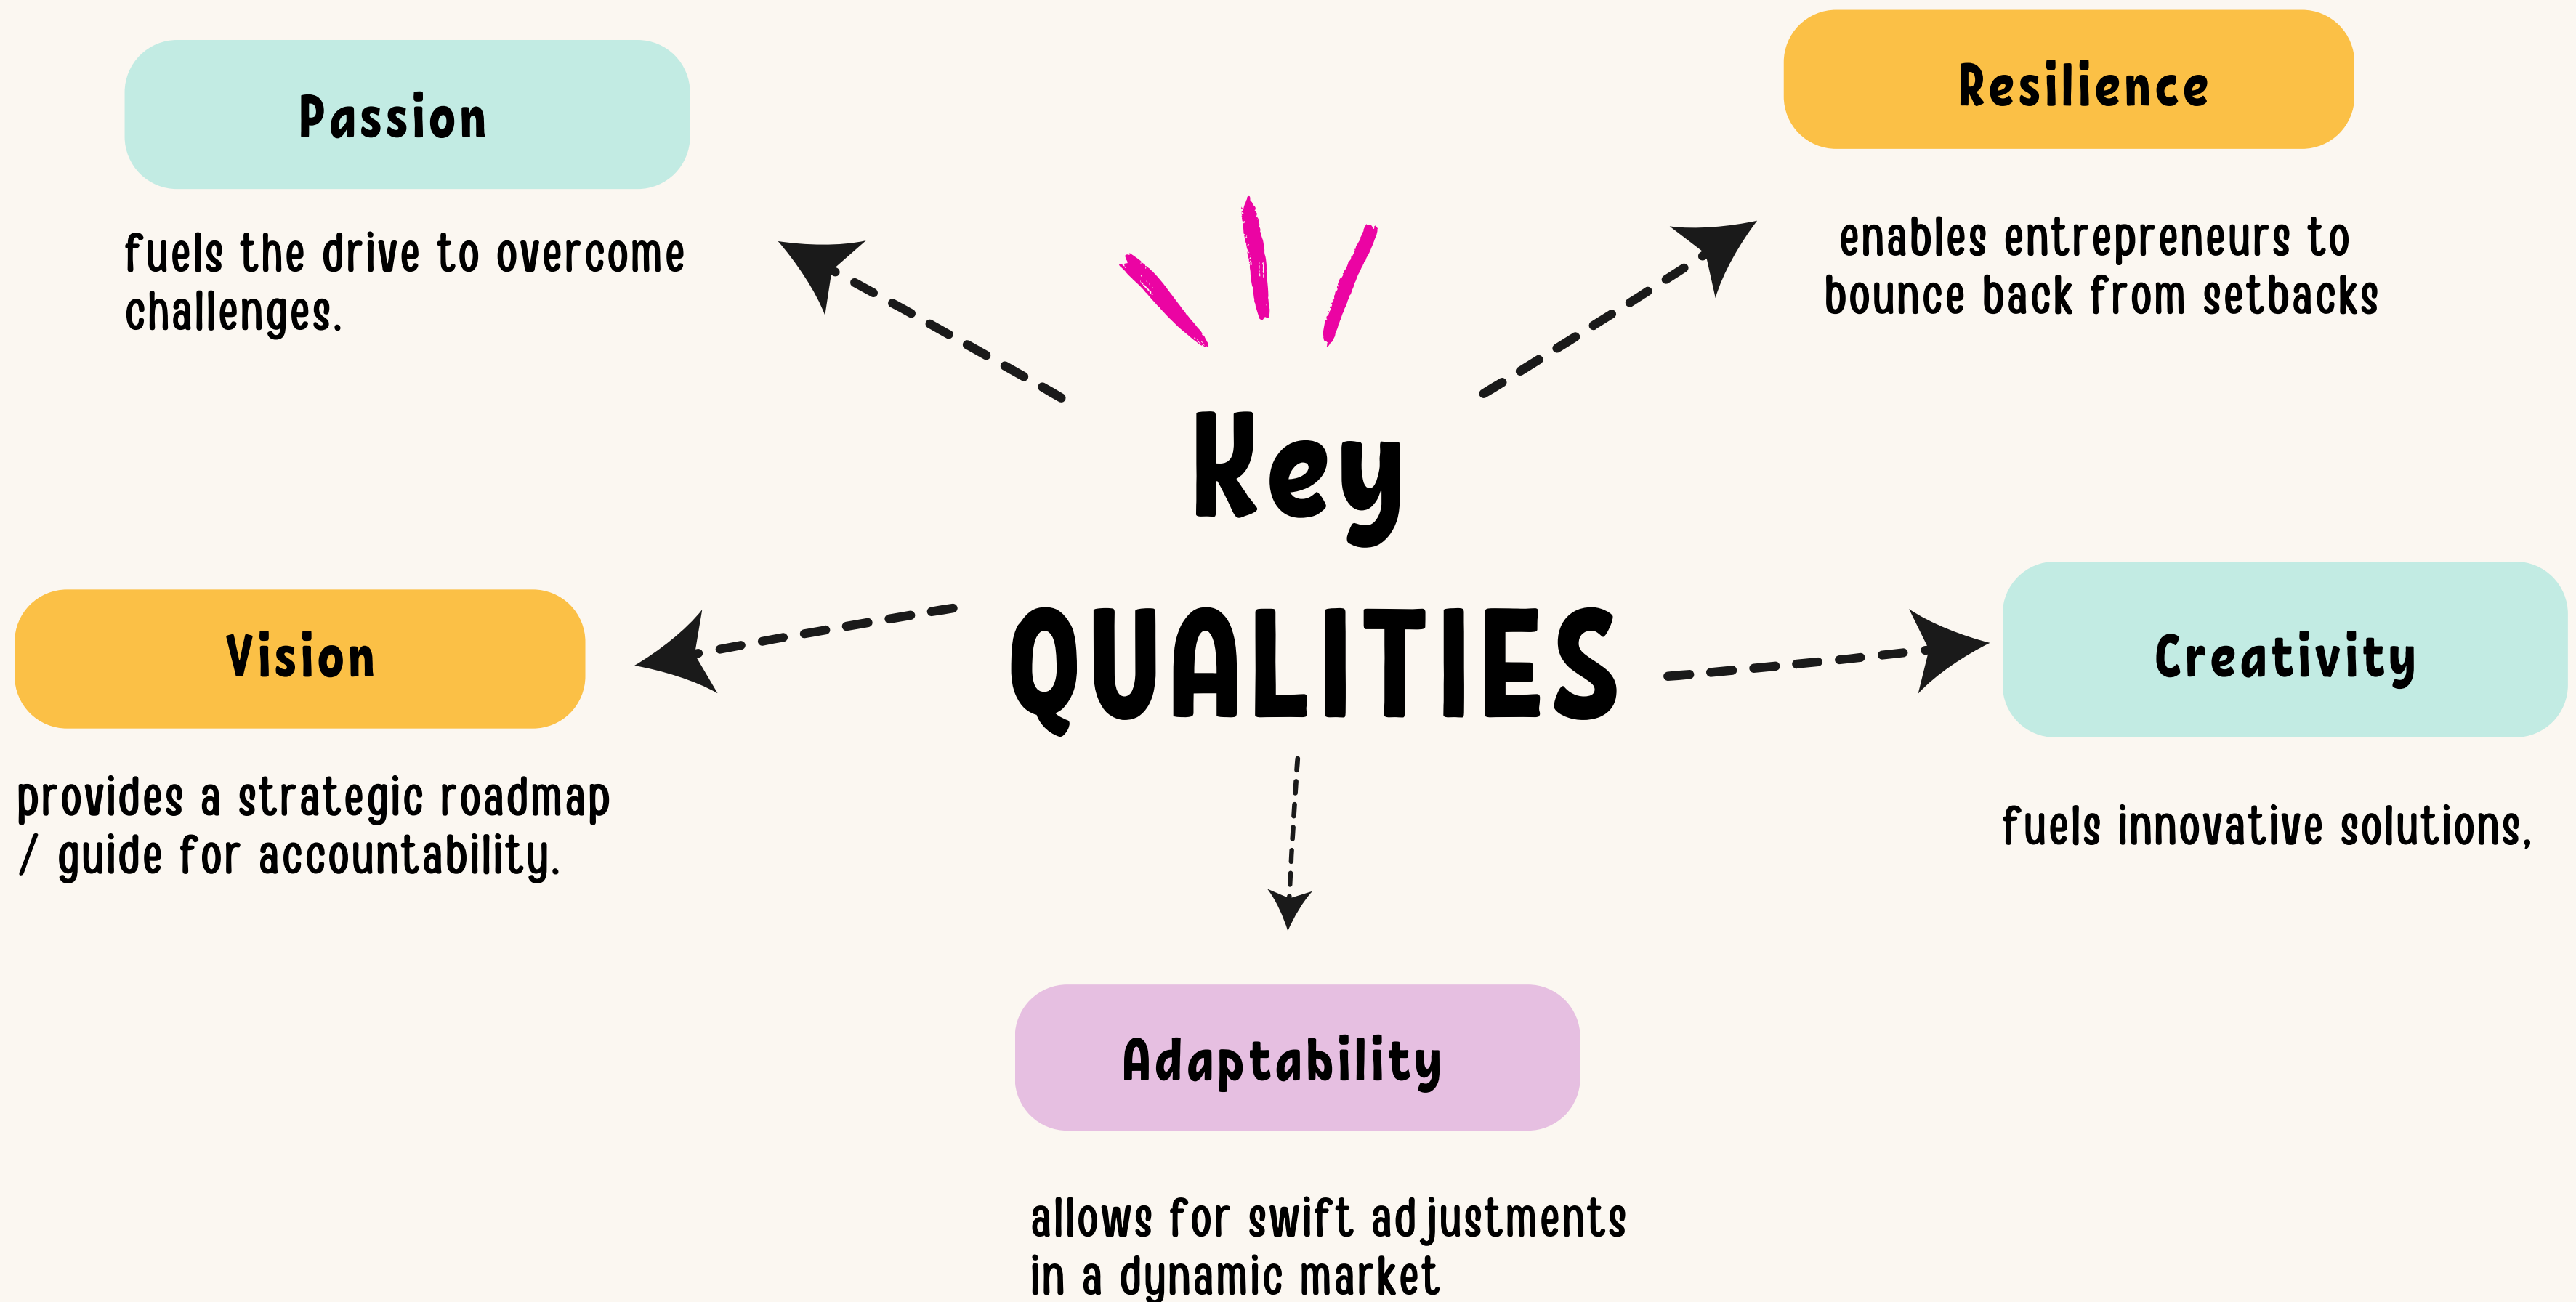 Passion
fuels the drive to overcome
challenges.
Resilience
enables entrepreneurs to
bounce back from setbacks
Key
QUALITIES
Vision
provides a strategic roadmap
/ guide for accountability.
Creativity
fuels innovative solutions,
Adaptability
allows for swift adjustments
in a dynamic market